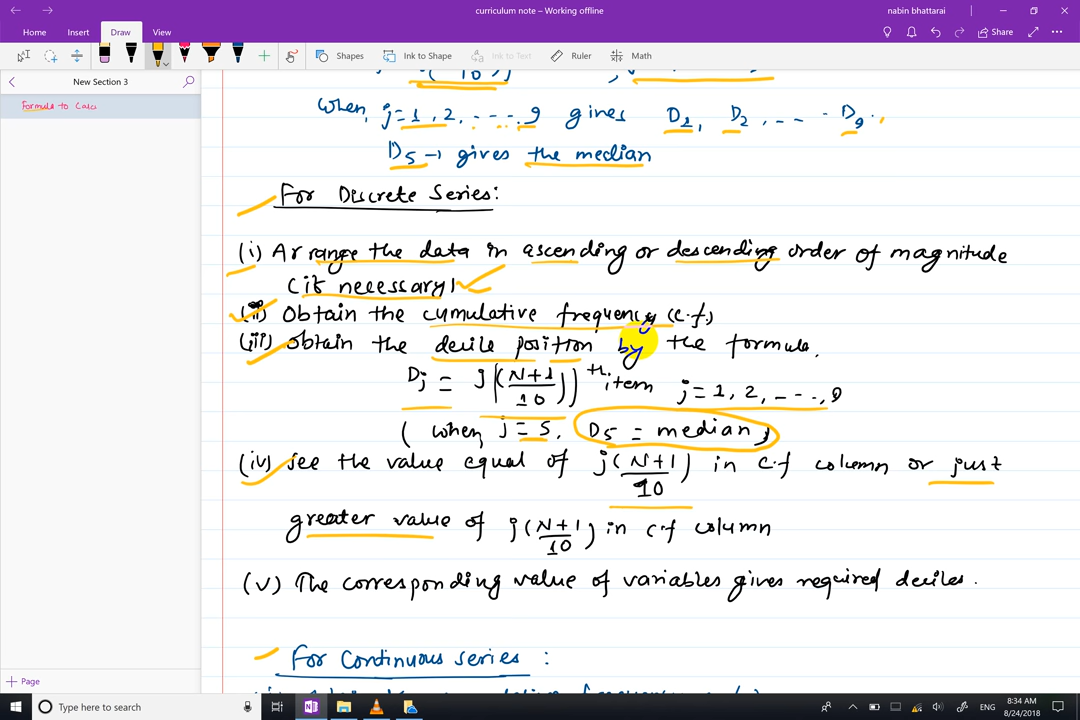 curriculum note – Working offline
nabin bhattarai
Home Insert Draw View
Share
Shapes Ink to Shape Ink to Text Ruler Math
New Section 3
Formula to Calc
10
When, j=1, 2, ----, 9 gives D1, D2, --- - D9.,
D5 → gives the median
For Discrete Series:
(i) Arrange the data in ascending or descending order of magnitude
(if necessary)
(ii) Obtain the cumulative frequency (c.f.)
(iii) Obtain the decile position by the formula.
Dj = j(N+1/10)th item j=1, 2, ----, 9
( when j=5, D5 = median)
(iv) See the value equal of j(N+1)/10 in c.f column or just
greater value of j(N+1/10) in c.f column
(v) The corresponding value of variables gives required deciles.
For Continuous series :
+ Page
Type here to search
ENG
8:34 AM
8/24/2018